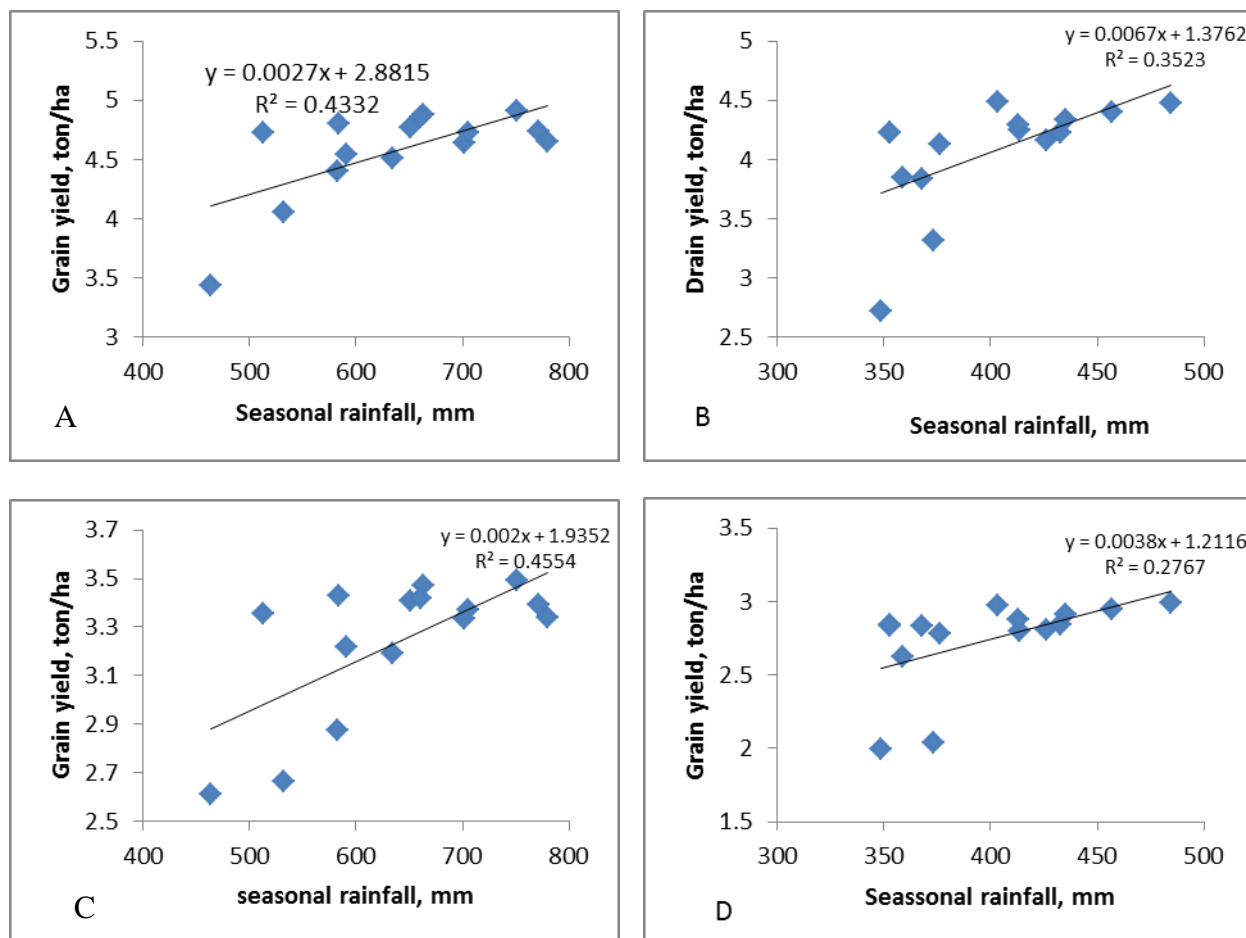 5.5
5
4.5
4
3.5
3
Grain yield, ton/ha
y = 0.0027x + 2.8815
R² = 0.4332
400 500 600 700 800
Seasonal rainfall, mm
A
5
4.5
4
3.5
3
2.5
Drain yield, ton/ha
y = 0.0067x + 1.3762
R² = 0.3523
300 350 400 450 500
Seasonal rainfall, mm
B
3.7
3.5
3.3
3.1
2.9
2.7
2.5
Grain yield, ton/ha
y = 0.002x + 1.9352
R² = 0.4554
400 500 600 700 800
seasonal rainfall, mm
C
3.5
3
2.5
2
1.5
Grain yield, ton/ha
y = 0.0038x + 1.2116
R² = 0.2767
300 350 400 450 500
Seassonal rainfall, mm
D